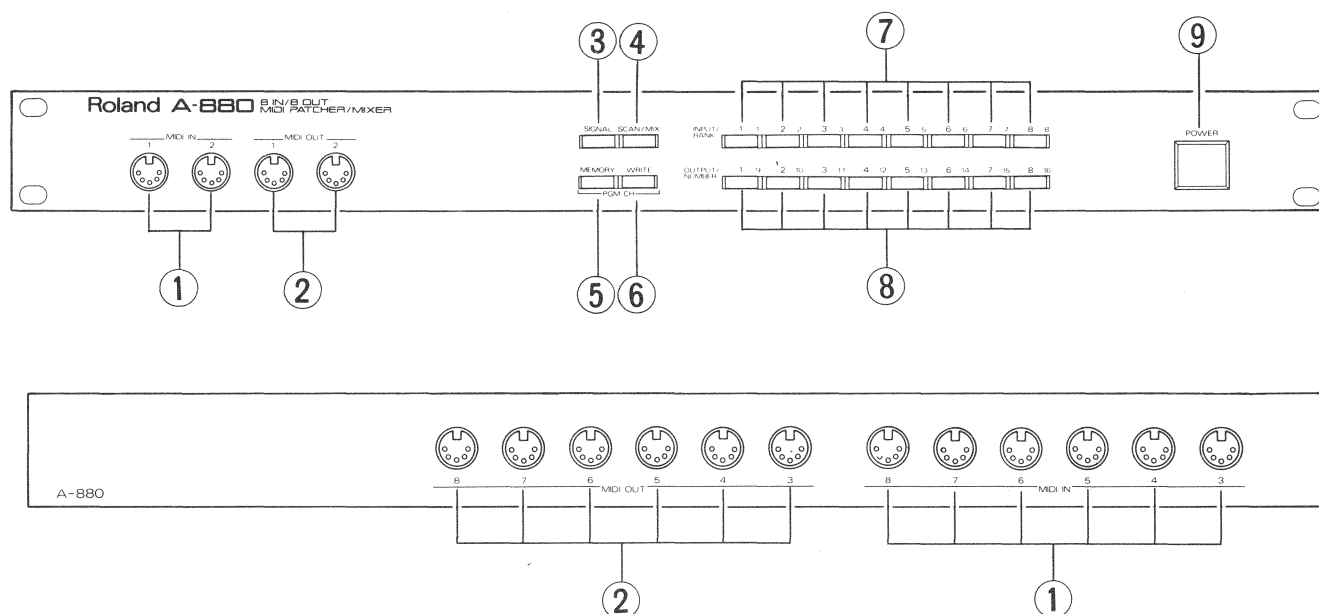 ③ ④ ⑦ ⑨
Roland A-880 8 IN/8 OUT
MIDI PATCHER/MIXER
MIDI IN MIDI OUT
1 2 1 2
SIGNAL SCAN/MIX
INPUT/
BANK
1 1 2 2 3 3 4 4 5 5 6 6 7 7 8 8
POWER
MEMORY WRITE
PGM CH
OUTPUT/
NUMBER
1 9 2 10 3 11 4 12 5 13 6 14 7 15 8 16
① ② ⑤ ⑥ ⑧
8 7 6 5 4 3
MIDI OUT
8 7 6 5 4 3
MIDI IN
A-880
② ①